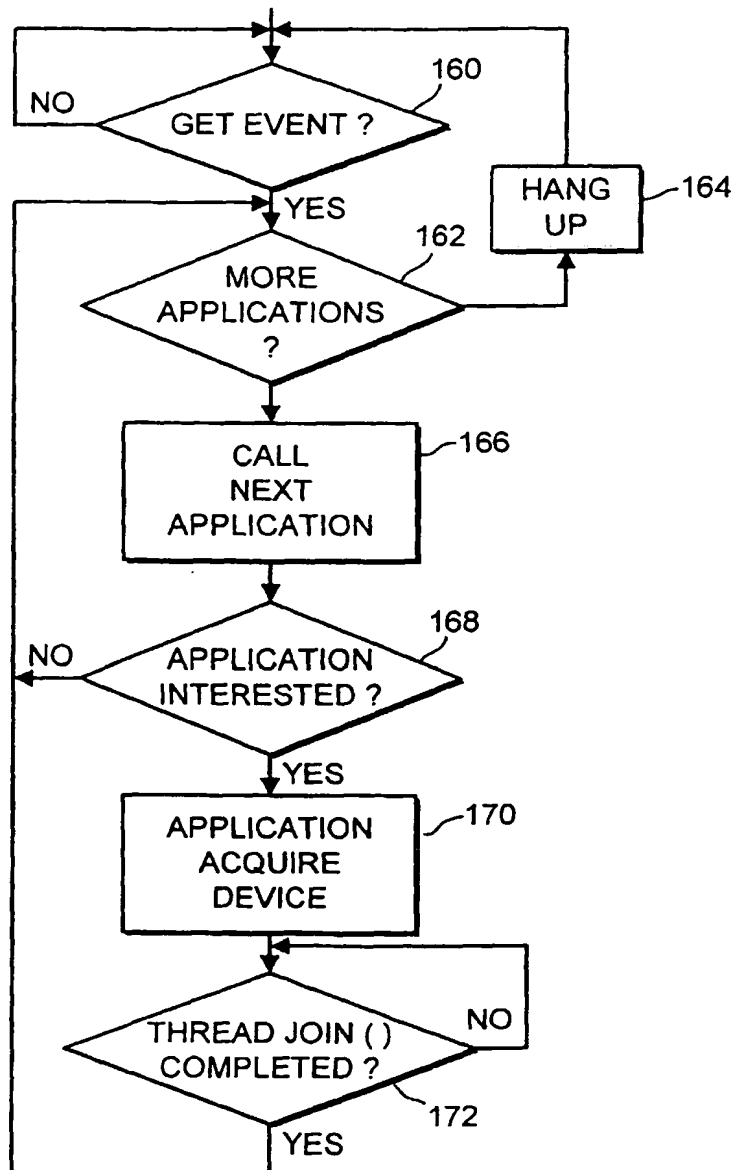 160
NO
GET EVENT ?
HANG
UP
164
YES
162
MORE
APPLICATIONS
?
166
CALL
NEXT
APPLICATION
168
NO
APPLICATION
INTERESTED ?
YES
170
APPLICATION
ACQUIRE
DEVICE
NO
THREAD JOIN ( )
COMPLETED ?
172
YES